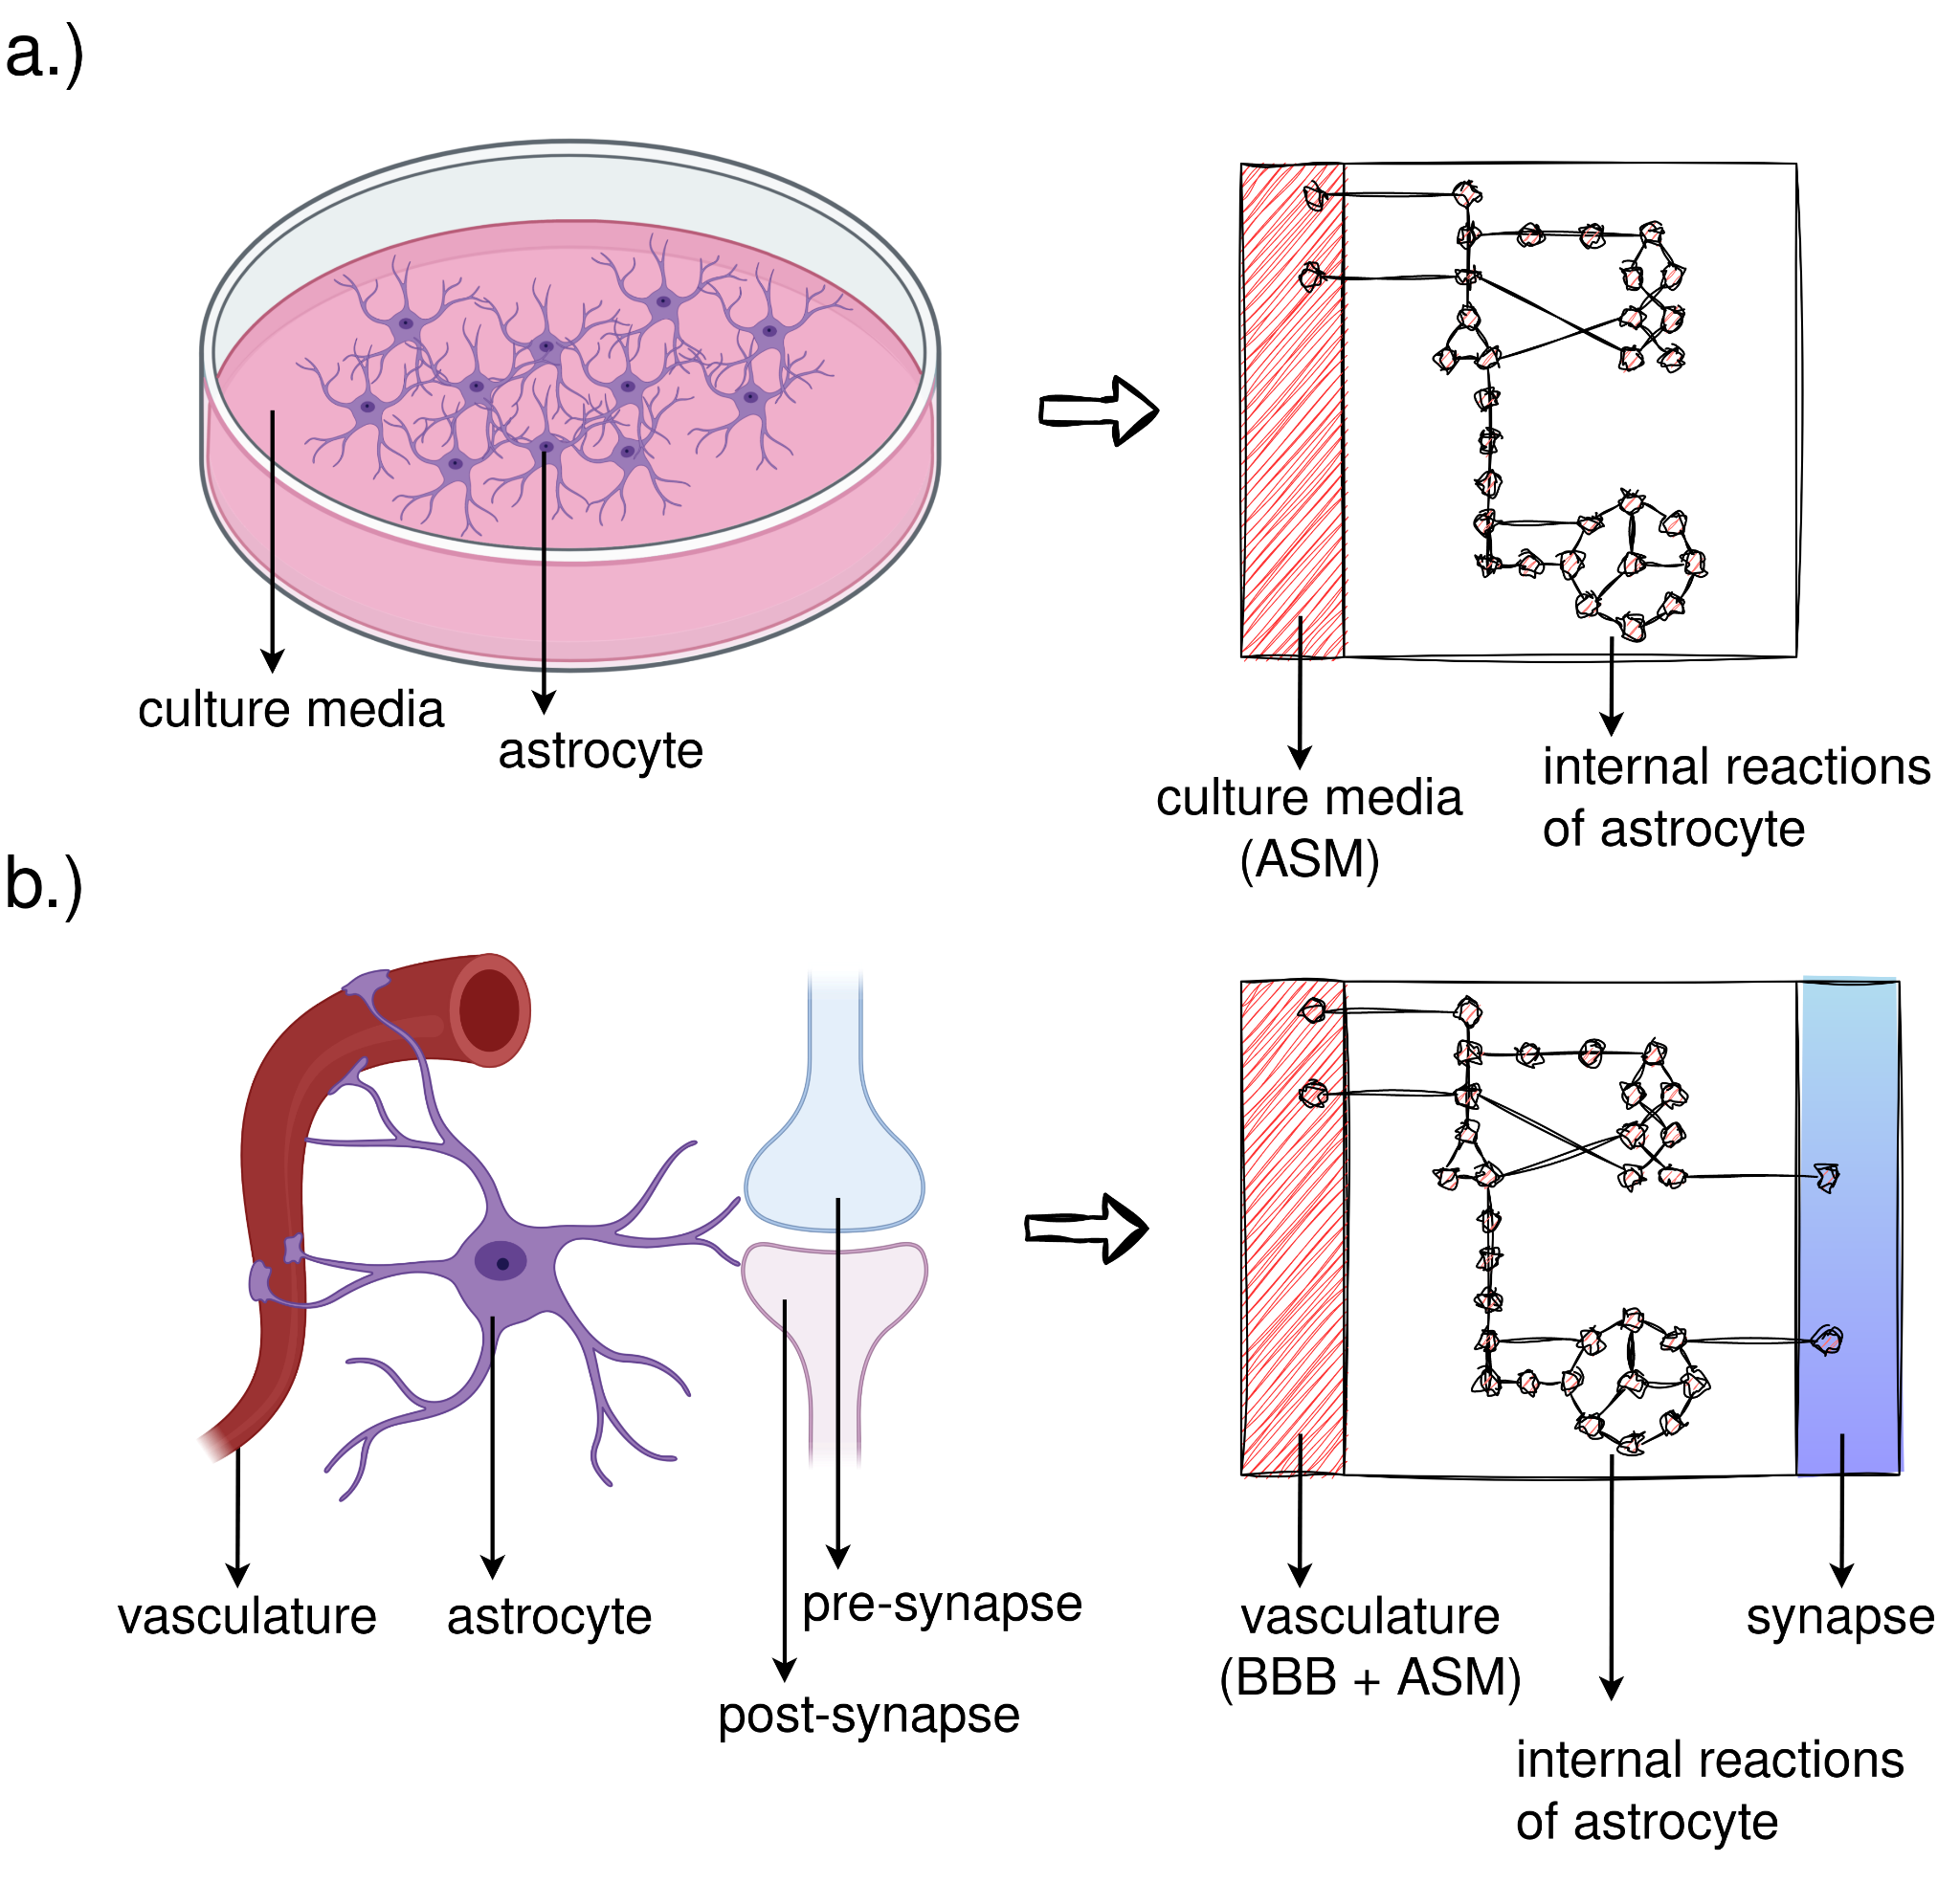 a.)
culture media
astrocyte
culture media
(ASM)
internal reactions
of astrocyte
b.)
vasculature
astrocyte
pre-synapse
post-synapse
vasculature
(BBB + ASM)
synapse
internal reactions
of astrocyte